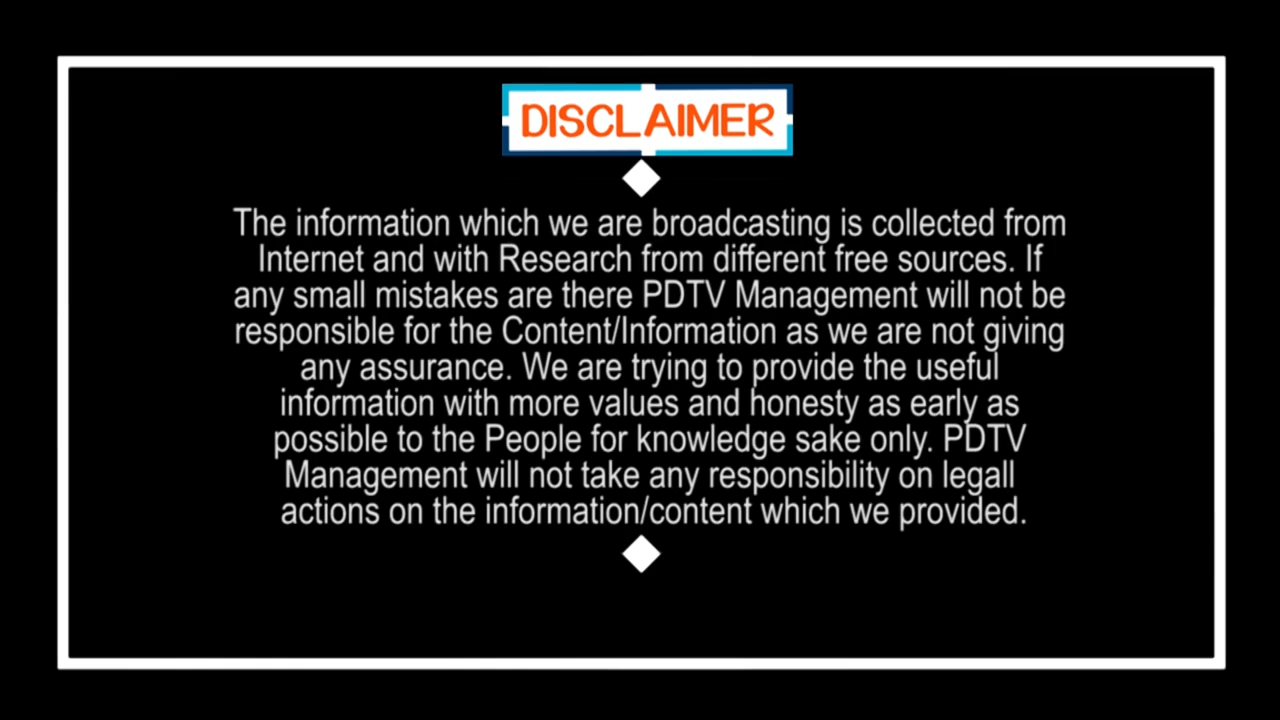 DISCLAIMER
The information which we are broadcasting is collected from
Internet and with Research from different free sources. If
any small mistakes are there PDTV Management will not be
responsible for the Content/Information as we are not giving
any assurance. We are trying to provide the useful
information with more values and honesty as early as
possible to the People for knowledge sake only. PDTV
Management will not take any responsibility on legall
actions on the information/content which we provided.